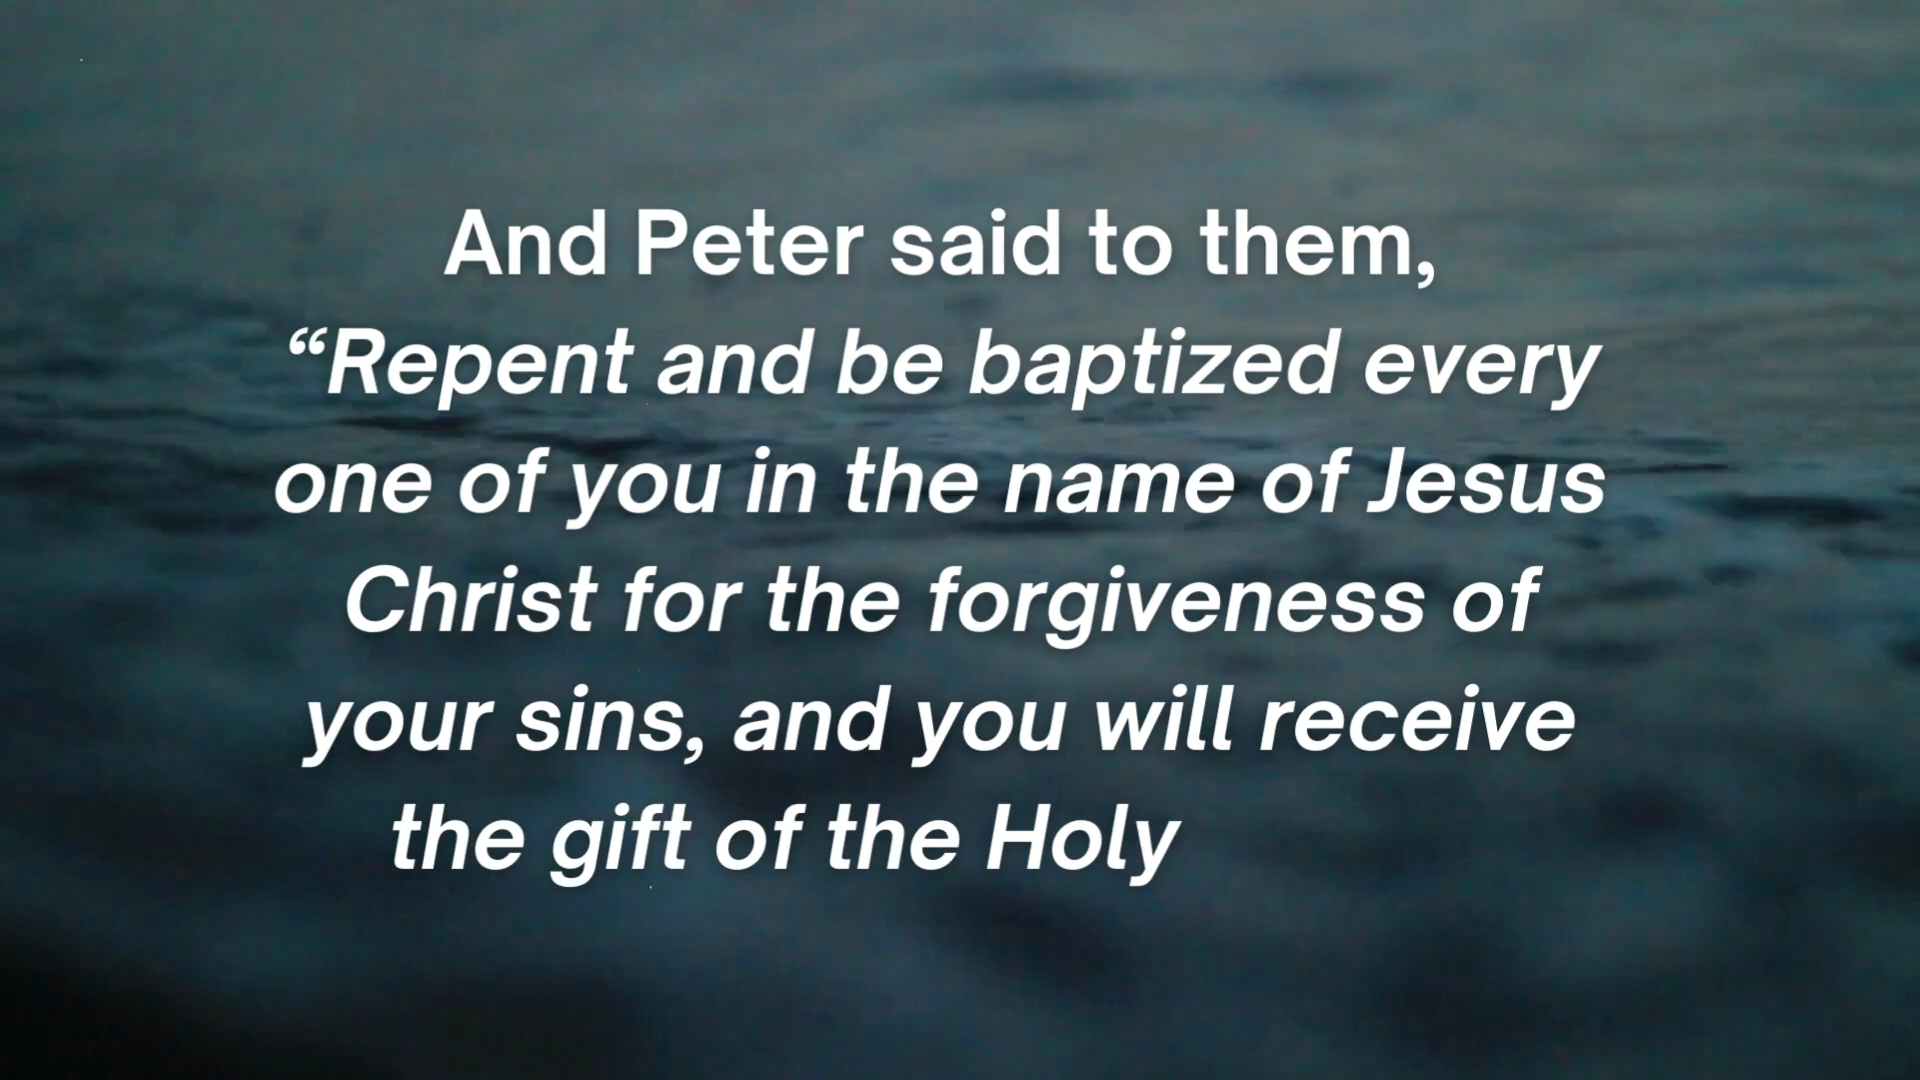 And Peter said to them,
“Repent and be baptized every
one of you in the name of Jesus
Christ for the forgiveness of
your sins, and you will receive
the gift of the Holy